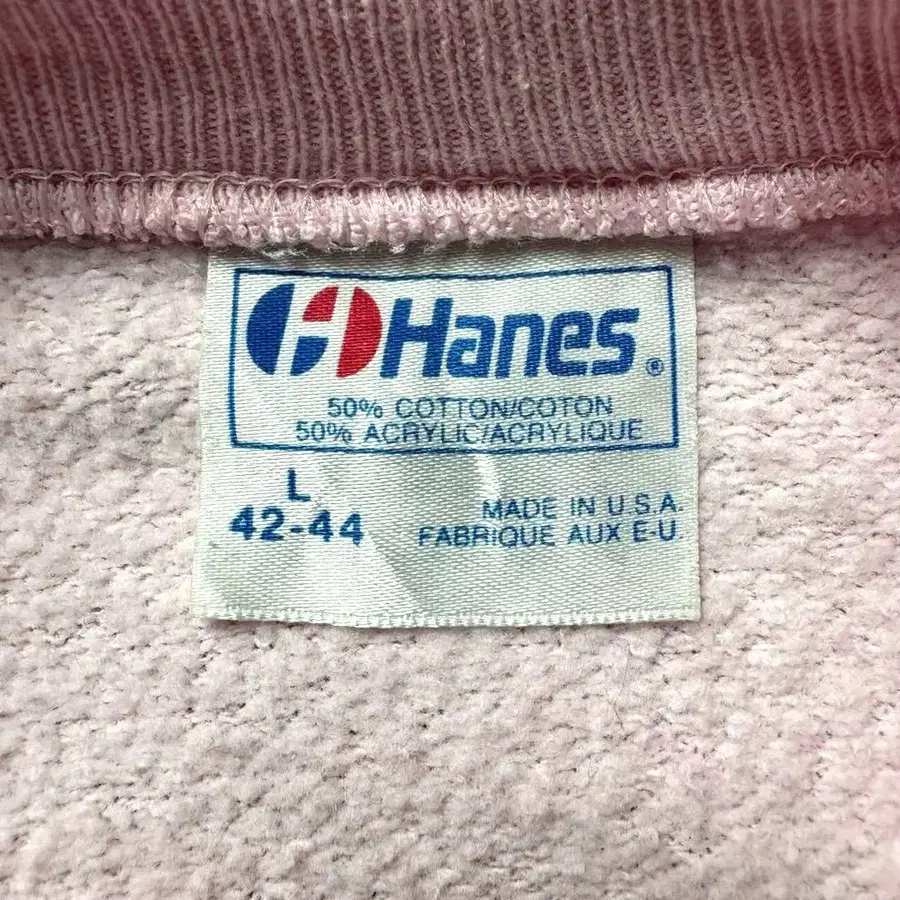 Hanes®
50% COTTON/COTON
50% ACRYLIC/ACRYLIQUE
L
42-44
MADE IN U.S.A.
FABRIQUE AUX E-U